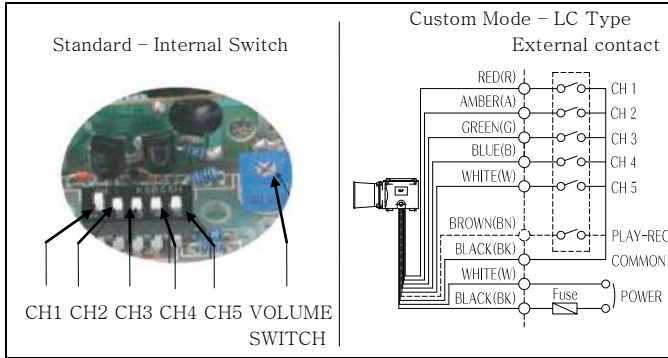 Standard – Internal Switch
CH1 CH2 CH3 CH4 CH5 VOLUME
SWITCH
Custom Mode – LC Type
External contact
RED(R)
CH 1
AMBER(A)
CH 2
GREEN(G)
CH 3
BLUE(B)
CH 4
WHITE(W)
CH 5
BROWN(BN)
PLAY-REC
BLACK(BK)
COMMON
WHITE(W)
BLACK(BK)
Fuse
POWER